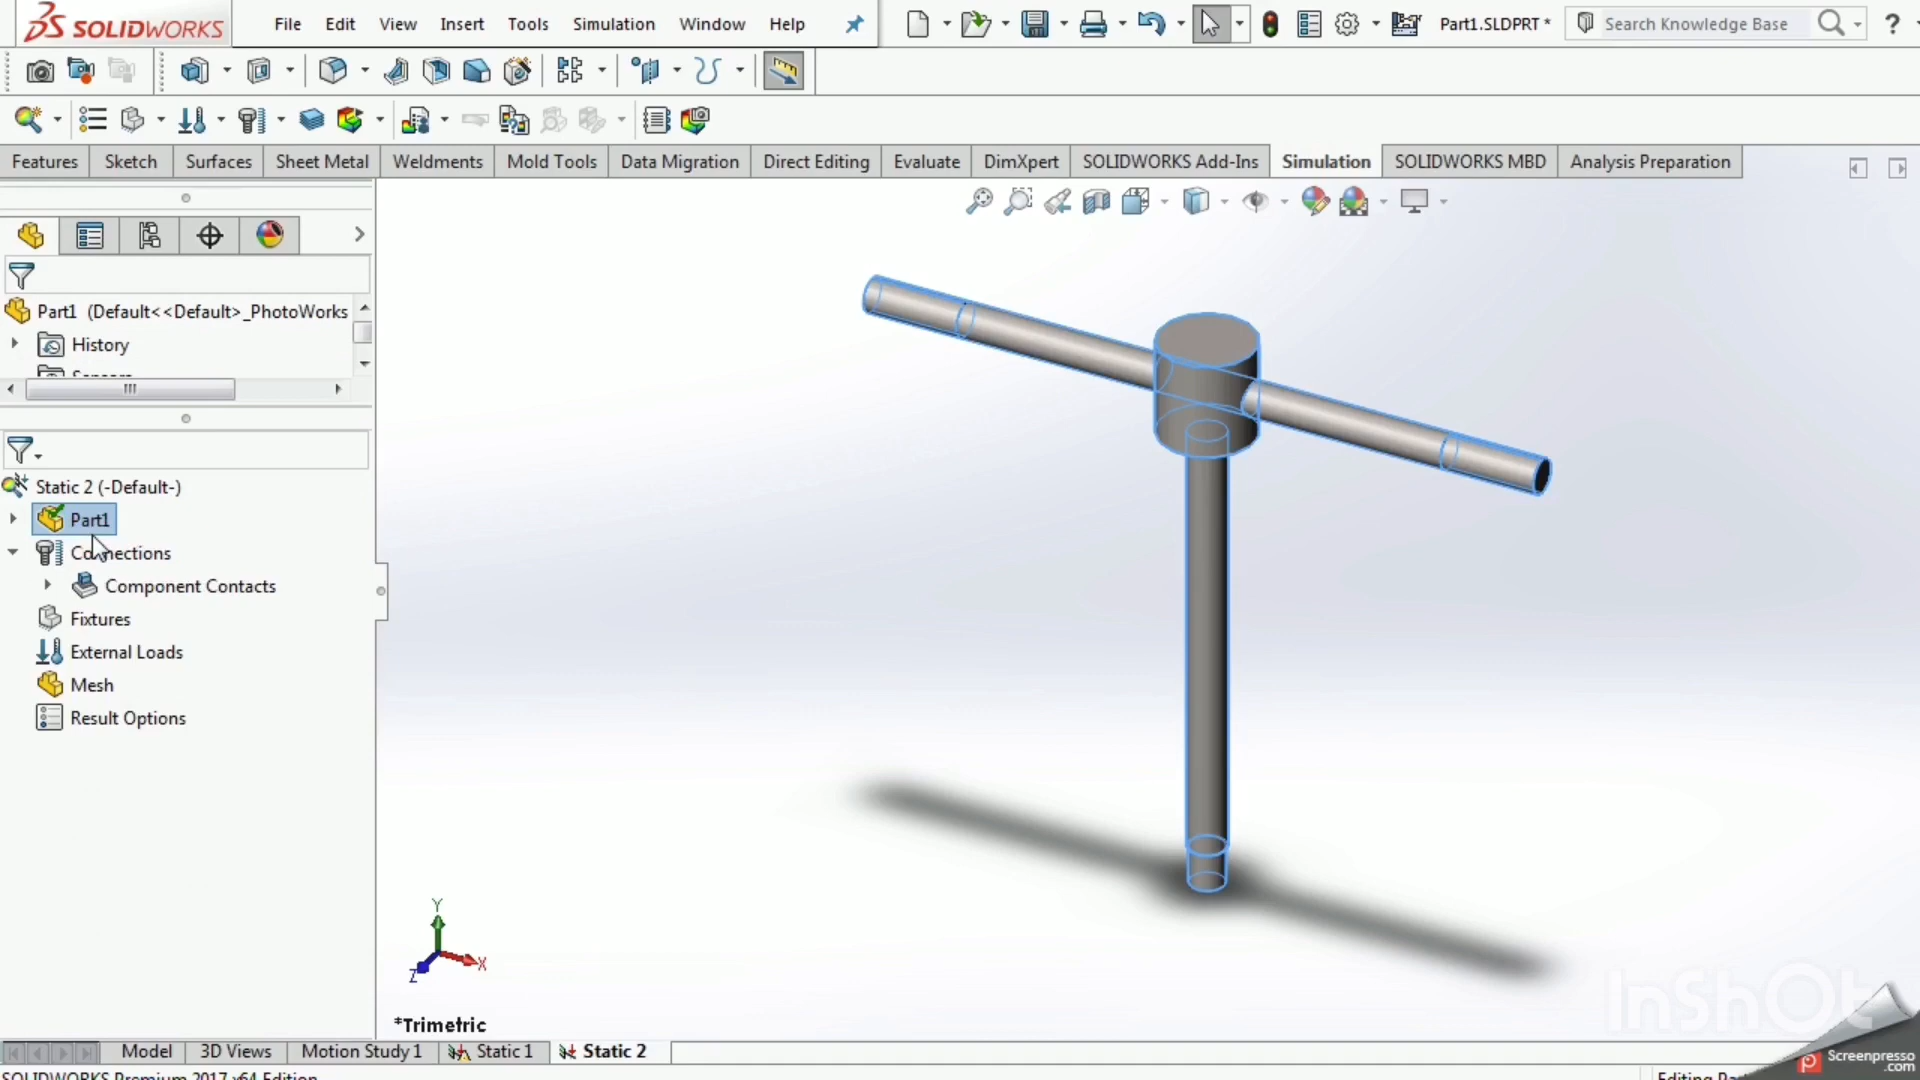 SOLIDWORKS File Edit View Insert Tools Simulation Window Help Part1.SLDPRT * Search Knowledge Base ?
Features Sketch Surfaces Sheet Metal Weldments Mold Tools Data Migration Direct Editing Evaluate DimXpert SOLIDWORKS Add-Ins Simulation SOLIDWORKS MBD Analysis Preparation
Part1 (Default<<Default>_PhotoWorks
History
Static 2 (-Default-)
Part1
Connections
Component Contacts
Fixtures
External Loads
Mesh
Result Options
Y
X
Z
*Trimetric
InShOt
Model 3D Views Motion Study 1 Static 1 Static 2
Screenpresso
.com
SOLIDWORKS Premium 2017 x64 Edition